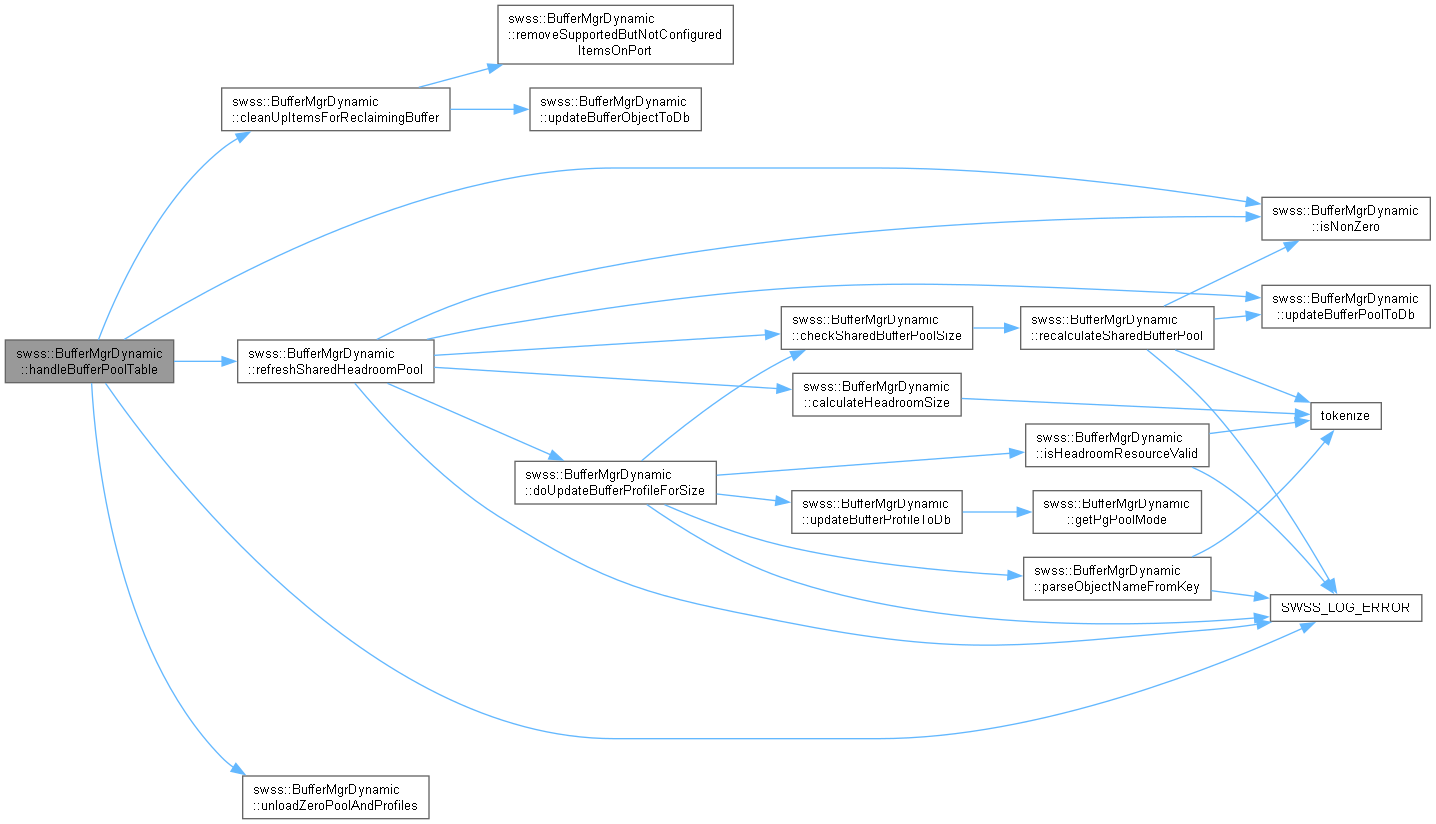 swss::BufferMgrDynamic
::removeSupportedButNotConfigured
ItemsOnPort
swss::BufferMgrDynamic
::cleanUpItemsForReclaimingBuffer
swss::BufferMgrDynamic
::updateBufferObjectToDb
swss::BufferMgrDynamic
::isNonZero
swss::BufferMgrDynamic
::updateBufferPoolToDb
swss::BufferMgrDynamic
::checkSharedBufferPoolSize
swss::BufferMgrDynamic
::recalculateSharedBufferPool
swss::BufferMgrDynamic
::handleBufferPoolTable
swss::BufferMgrDynamic
::refreshSharedHeadroomPool
swss::BufferMgrDynamic
::calculateHeadroomSize
tokenize
swss::BufferMgrDynamic
::isHeadroomResourceValid
swss::BufferMgrDynamic
::doUpdateBufferProfileForSize
swss::BufferMgrDynamic
::updateBufferProfileToDb
swss::BufferMgrDynamic
::getPgPoolMode
swss::BufferMgrDynamic
::parseObjectNameFromKey
SWSS_LOG_ERROR
swss::BufferMgrDynamic
::unloadZeroPoolAndProfiles